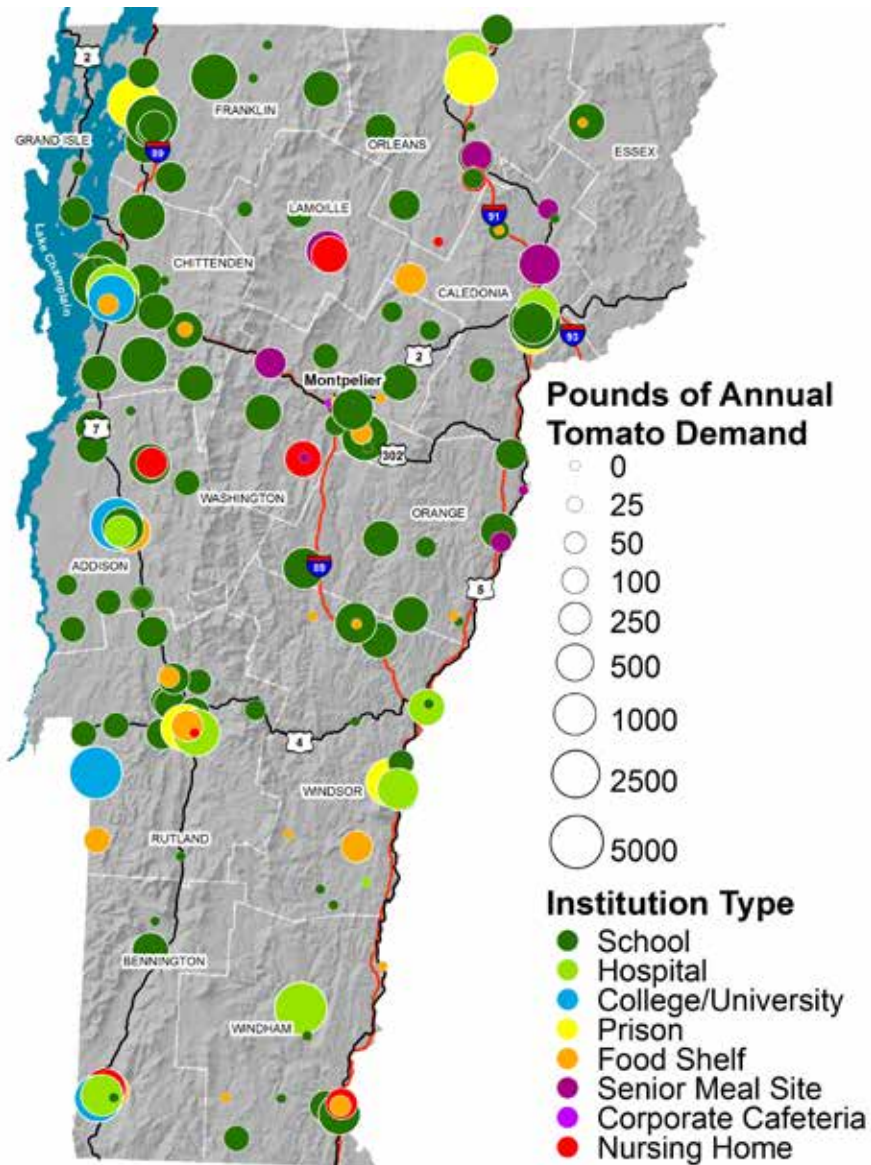 2
FRANKLIN
GRAND ISLE
89
ORLEANS
ESSEX
LAMOILLE
91
Lake Champlain
CHITTENDEN
CALEDONIA
93
2
Montpelier
7
302
WASHINGTON
ORANGE
ADDISON
89
5
4
WINDSOR
RUTLAND
BENNINGTON
WINDHAM
Pounds of Annual
Tomato Demand
0
25
50
100
250
500
1000
2500
5000
Institution Type
School
Hospital
College/University
Prison
Food Shelf
Senior Meal Site
Corporate Cafeteria
Nursing Home